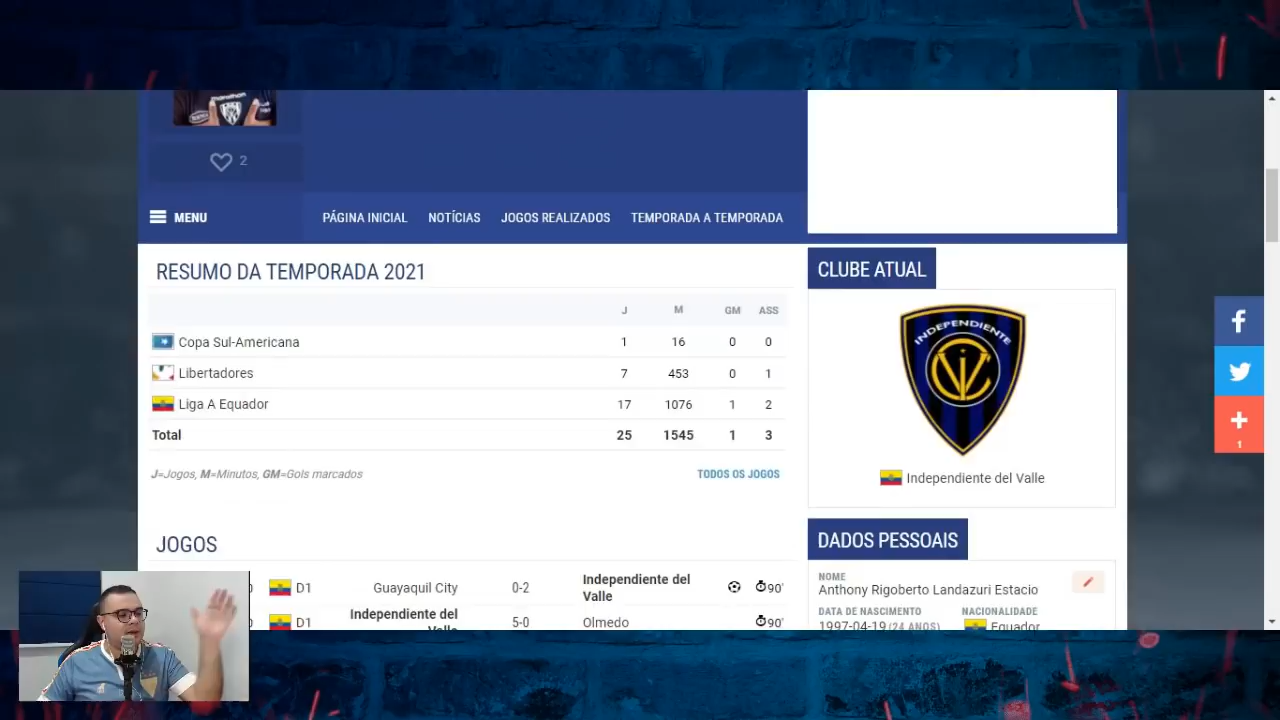 marathon
2
MENU
PÁGINA INICIAL NOTÍCIAS JOGOS REALIZADOS TEMPORADA A TEMPORADA
RESUMO DA TEMPORADA 2021
J M GM ASS
Copa Sul-Americana 1 16 0 0
Libertadores 7 453 0 1
Liga A Equador 17 1076 1 2
Total 25 1545 1 3
J=Jogos, M=Minutos, GM=Gols marcados
TODOS OS JOGOS
JOGOS
D1 Guayaquil City 0-2 Independiente del
Valle 90'
D1 Independiente del
Valle 5-0 Olmedo 90'
CLUBE ATUAL
INDEPENDIENTE
Independiente del Valle
DADOS PESSOAIS
NOME
Anthony Rigoberto Landazuri Estacio
DATA DE NASCIMENTO NACIONALIDADE
1997-04-19 (24 ANOS) Equador
1